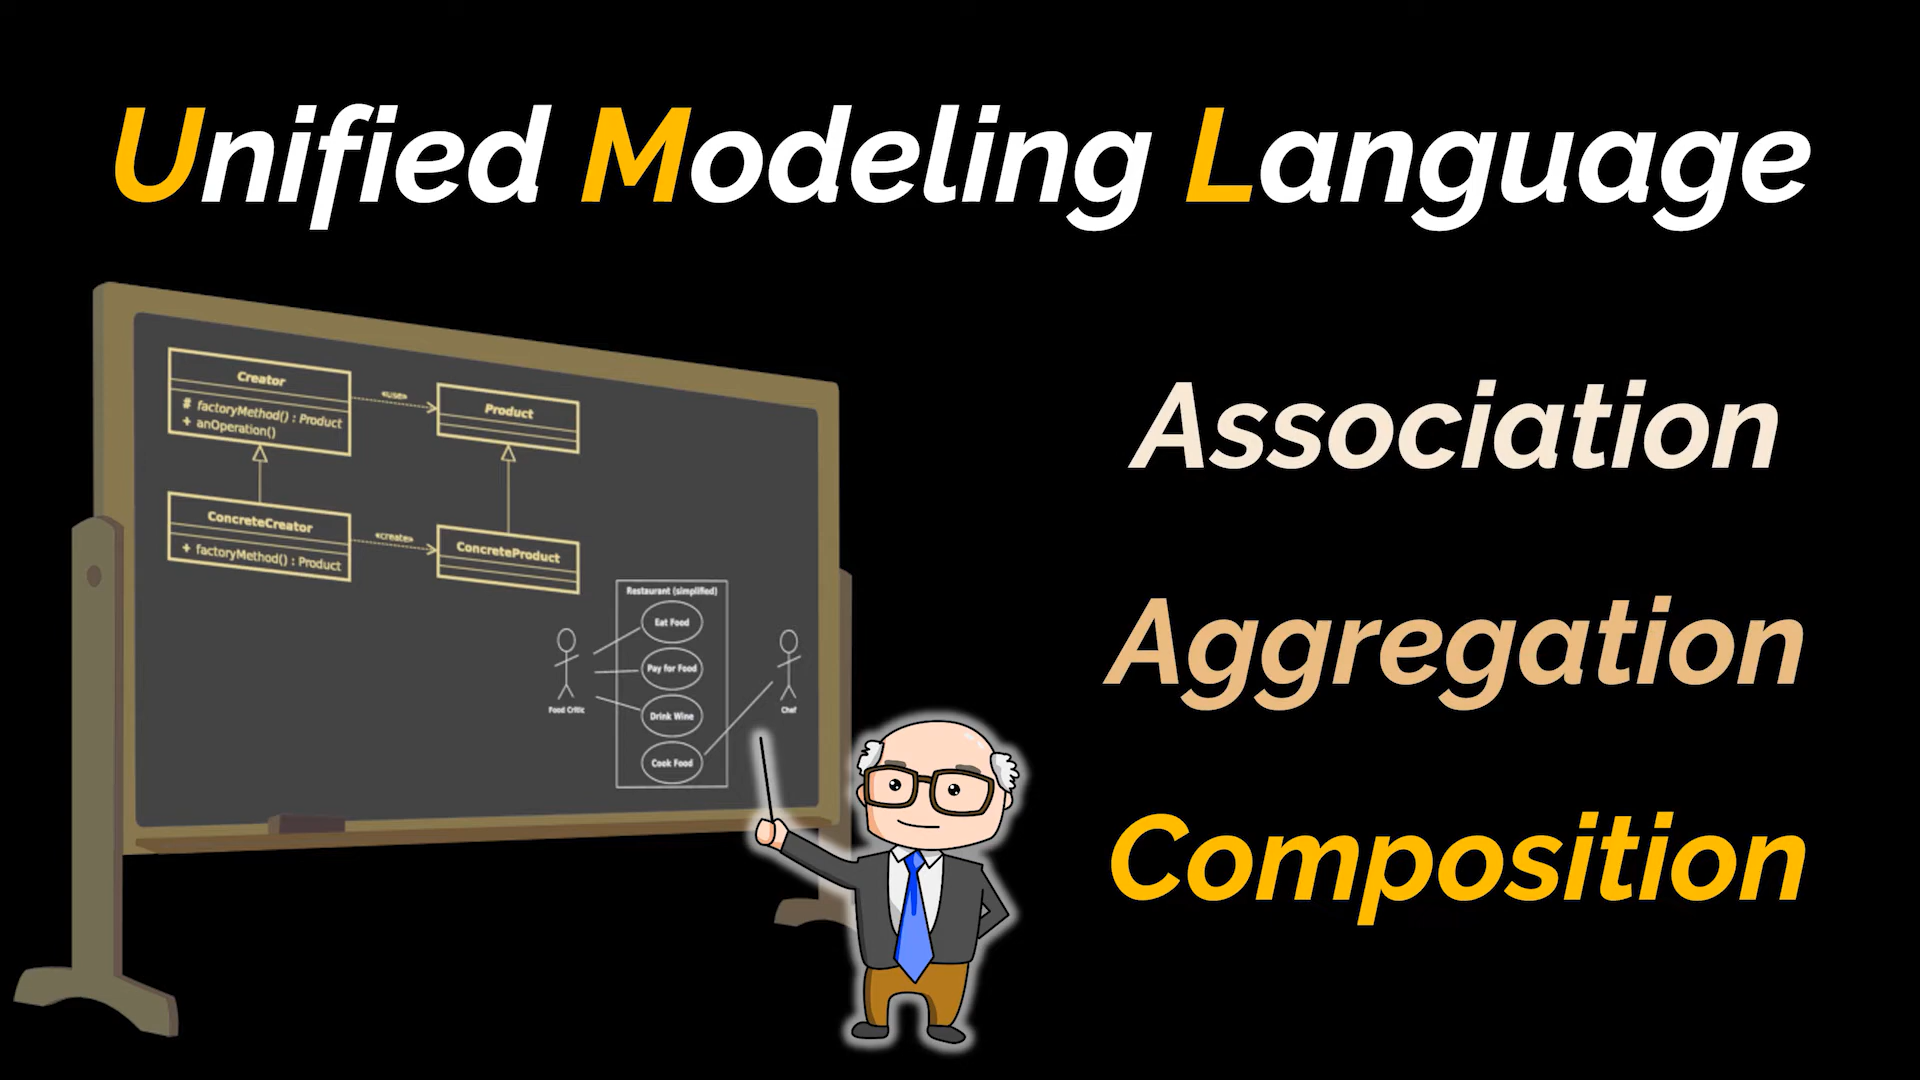 Unified Modeling Language
Creator
# factoryMethod() : Product
+ anOperation()
«use»
Product
ConcreteCreator
+ factoryMethod() : Product
«create»
ConcreteProduct
Restaurant (simplified)
Eat Food
Pay for Food
Drink Wine
Cook Food
Food Critic
Chef
Association
Aggregation
Composition